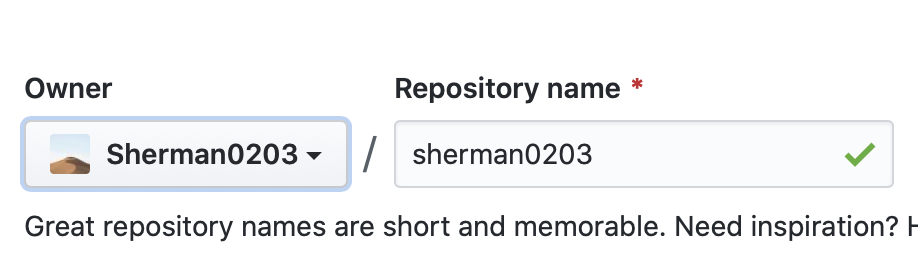 Owner
Repository name *
Sherman0203 / sherman0203
Great repository names are short and memorable. Need inspiration? H